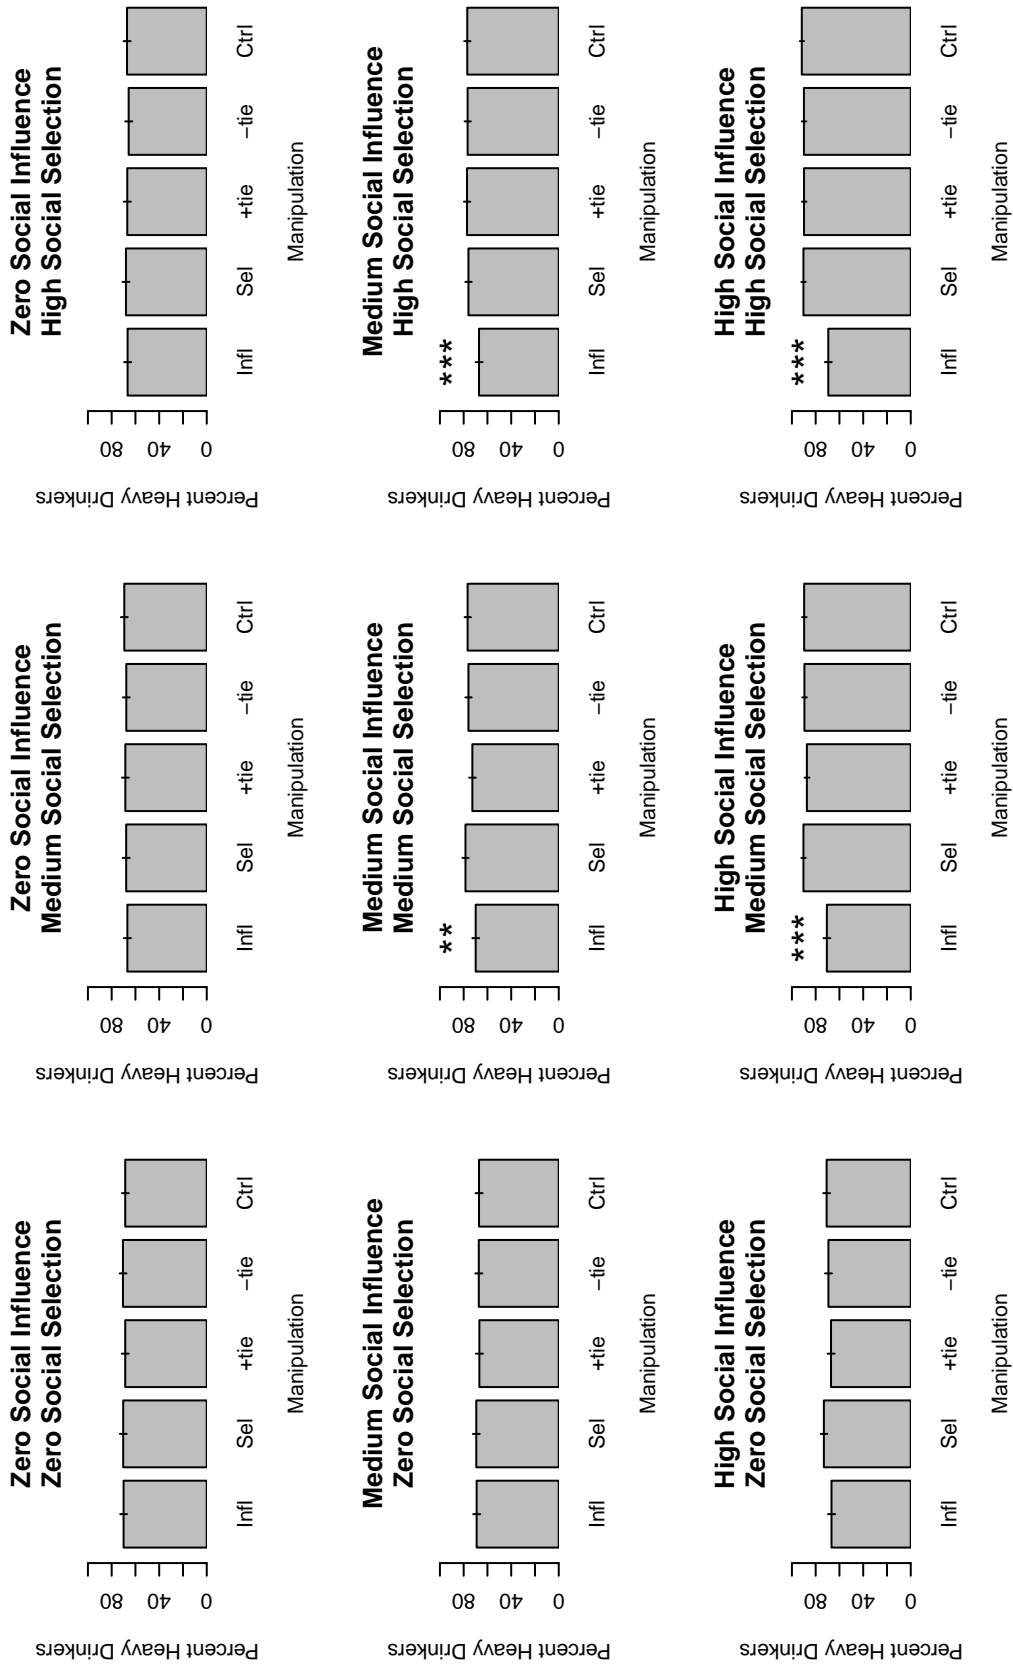 Zero Social Influence
Zero Social Selection
Percent Heavy Drinkers
80
40
0
Infl Sel +tie −tie Ctrl
Manipulation
Zero Social Influence
Medium Social Selection
Percent Heavy Drinkers
80
40
0
Infl Sel +tie −tie Ctrl
Manipulation
Zero Social Influence
High Social Selection
Percent Heavy Drinkers
80
40
0
Infl Sel +tie −tie Ctrl
Manipulation
Medium Social Influence
Zero Social Selection
Percent Heavy Drinkers
80
40
0
Infl Sel +tie −tie Ctrl
Manipulation
Medium Social Influence
Medium Social Selection
**
Percent Heavy Drinkers
80
40
0
Infl Sel +tie −tie Ctrl
Manipulation
Medium Social Influence
High Social Selection
***
Percent Heavy Drinkers
80
40
0
Infl Sel +tie −tie Ctrl
Manipulation
High Social Influence
Zero Social Selection
Percent Heavy Drinkers
80
40
0
Infl Sel +tie −tie Ctrl
Manipulation
High Social Influence
Medium Social Selection
***
Percent Heavy Drinkers
80
40
0
Infl Sel +tie −tie Ctrl
Manipulation
High Social Influence
High Social Selection
***
Percent Heavy Drinkers
80
40
0
Infl Sel +tie −tie Ctrl
Manipulation